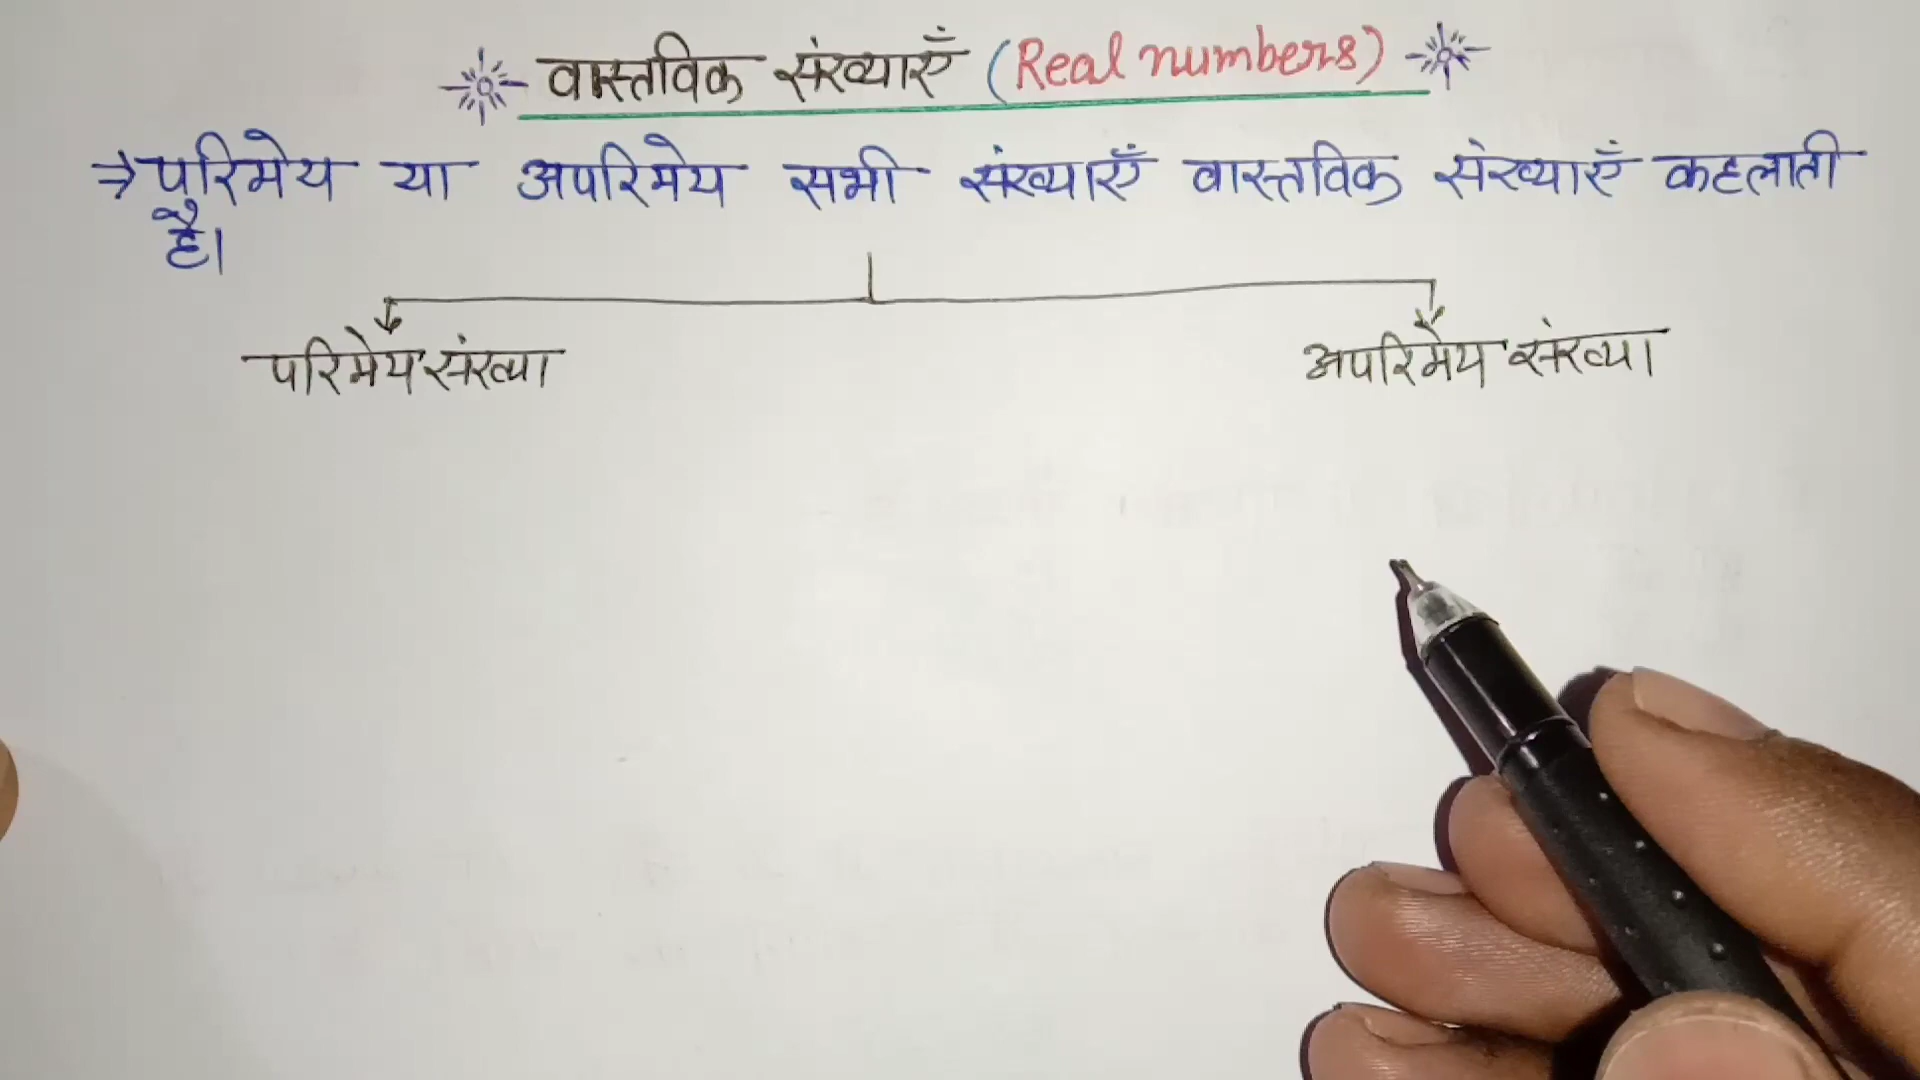 वास्तविक संख्याएँ (Real numbers)
→ परिमेय या अपरिमेय सभी संख्याएँ वास्तविक संख्याएँ कहलाती
है।
परिमेय संख्या अपरिमेय संख्या